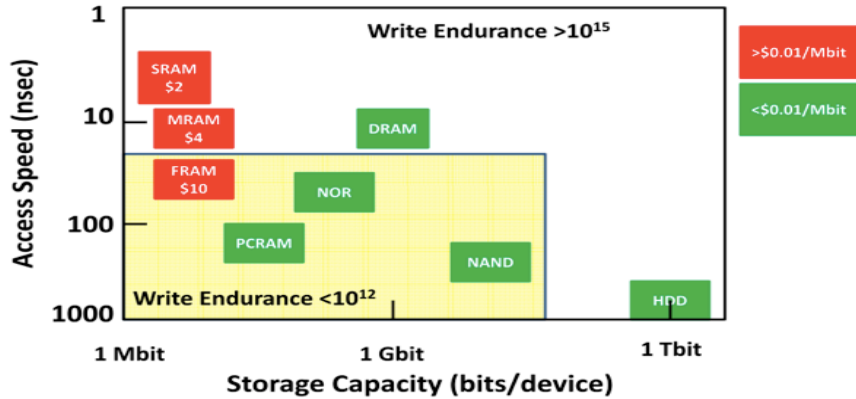 1
Write Endurance >10¹⁵
>$0.01/Mbit
SRAM
$2
<$0.01/Mbit
10
MRAM
$4
DRAM
Access Speed (nsec)
FRAM
$10
NOR
100
PCRAM
NAND
Write Endurance <10¹²
HDD
1000
1 Mbit
1 Gbit
1 Tbit
Storage Capacity (bits/device)